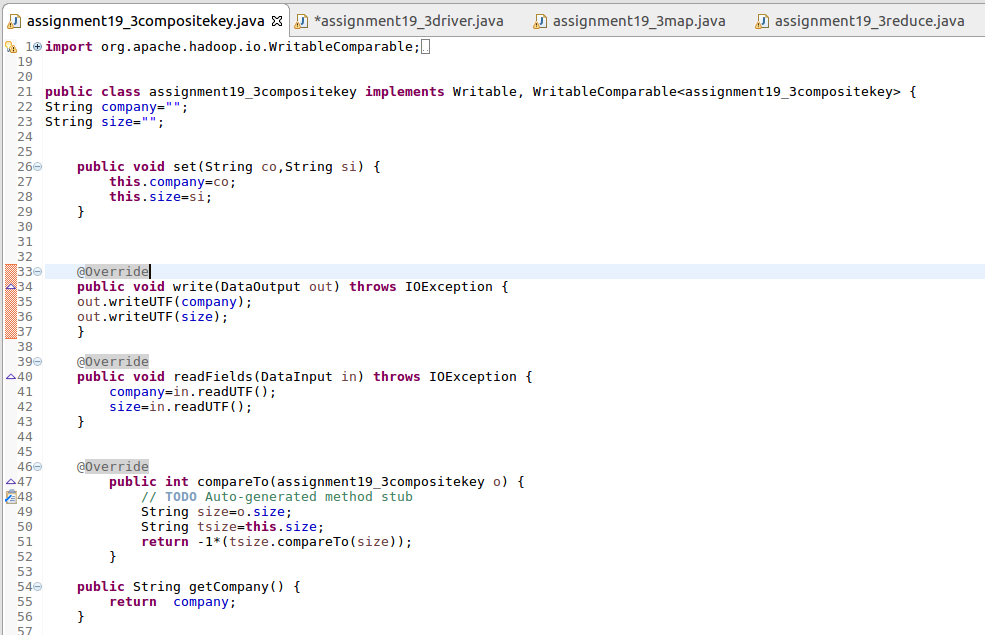 assignment19_3compositekey.java *assignment19_3driver.java assignment19_3map.java assignment19_3reduce.java
1 import org.apache.hadoop.io.WritableComparable;
19
20
21 public class assignment19_3compositekey implements Writable, WritableComparable<assignment19_3compositekey> {
22 String company="";
23 String size="";
24
25
26 public void set(String co,String si) {
27 this.company=co;
28 this.size=si;
29 }
30
31
32
33 @Override
34 public void write(DataOutput out) throws IOException {
35 out.writeUTF(company);
36 out.writeUTF(size);
37 }
38
39 @Override
40 public void readFields(DataInput in) throws IOException {
41 company=in.readUTF();
42 size=in.readUTF();
43 }
44
45
46 @Override
47 public int compareTo(assignment19_3compositekey o) {
48 // TODO Auto-generated method stub
49 String size=o.size;
50 String tsize=this.size;
51 return -1*(tsize.compareTo(size));
52 }
53
54 public String getCompany() {
55 return company;
56 }
57